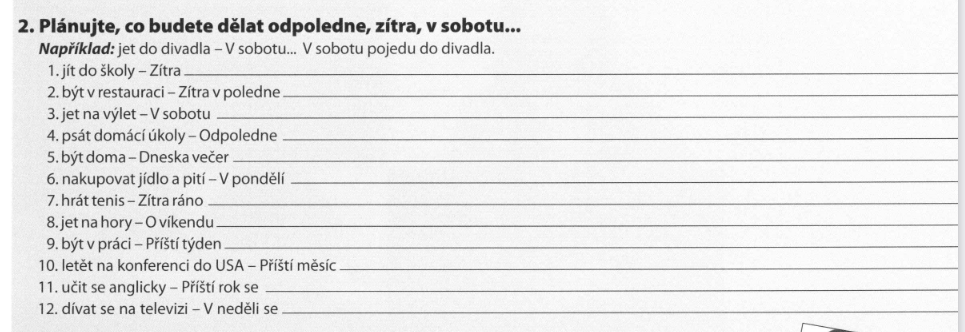 2. Plánujte, co budete dělat odpoledne, zítra, v sobotu...
Například: jet do divadla – V sobotu... V sobotu pojedu do divadla.
1. jít do školy – Zítra
2. být v restauraci – Zítra v poledne
3. jet na výlet – V sobotu
4. psát domácí úkoly – Odpoledne
5. být doma – Dneska večer
6. nakupovat jídlo a pití – V pondělí
7. hrát tenis – Zítra ráno
8. jet na hory – O víkendu
9. být v práci – Příští týden
10. letět na konferenci do USA – Příští měsíc
11. učit se anglicky – Příští rok se
12. dívat se na televizi – V neděli se